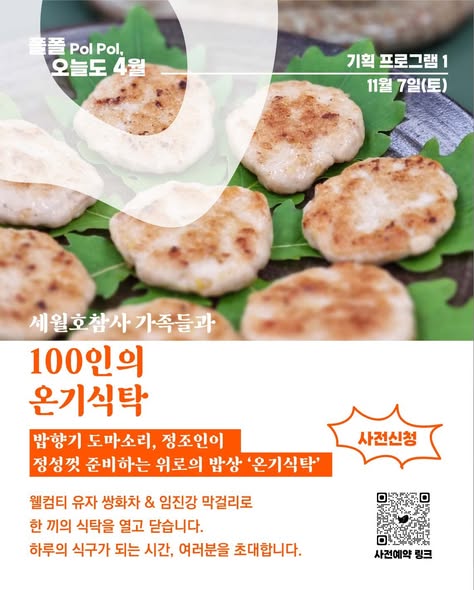 폴폴 Pol Pol,
오늘도 4월
기획 프로그램 1
11월 7일(토)
세월호참사 가족들과
100인의
온기식탁
밥향기 도마소리, 정조인이
정성껏 준비하는 위로의 밥상 ‘온기식탁’
사전신청
웰컴티 유자 쌍화차 & 임진강 막걸리로
한 끼의 식탁을 열고 닫습니다.
하루의 식구가 되는 시간, 여러분을 초대합니다.
사전예약 링크